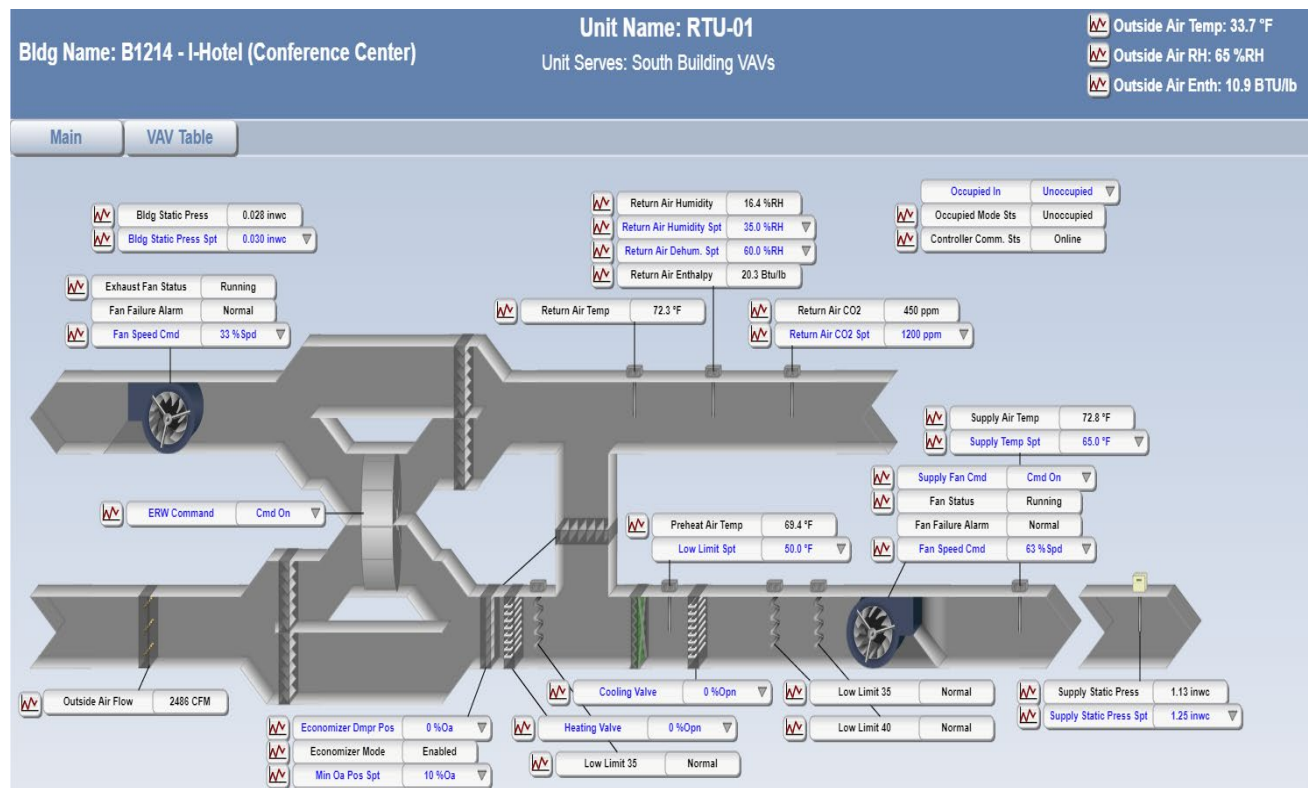 Bldg Name: B1214 - I-Hotel (Conference Center)
Unit Name: RTU-01
Unit Serves: South Building VAVs
Outside Air Temp: 33.7 °F
Outside Air RH: 65 %RH
Outside Air Enth: 10.9 BTU/lb
Main
VAV Table
Bldg Static Press 0.028 inwc
Bldg Static Press Spt 0.030 inwc
Exhaust Fan Status Running
Fan Failure Alarm Normal
Fan Speed Cmd 33 %Spd
Return Air Humidity 16.4 %RH
Return Air Humidity Spt 35.0 %RH
Return Air Dehum. Spt 60.0 %RH
Return Air Enthalpy 20.3 Btu/lb
Occupied In Unoccupied
Occupied Mode Sts Unoccupied
Controller Comm. Sts Online
Return Air Temp 72.3 °F
Return Air CO2 450 ppm
Return Air CO2 Spt 1200 ppm
Supply Air Temp 72.8 °F
Supply Temp Spt 65.0 °F
Supply Fan Cmd Cmd On
Fan Status Running
Fan Failure Alarm Normal
Fan Speed Cmd 63 %Spd
ERW Command Cmd On
Preheat Air Temp 69.4 °F
Low Limit Spt 50.0 °F
Outside Air Flow 2486 CFM
Economizer Dmpr Pos 0 %Oa
Economizer Mode Enabled
Min Oa Pos Spt 10 %Oa
Cooling Valve 0 %Opn
Heating Valve 0 %Opn
Low Limit 35 Normal
Low Limit 35 Normal
Low Limit 40 Normal
Supply Static Press 1.13 inwc
Supply Static Press Spt 1.25 inwc